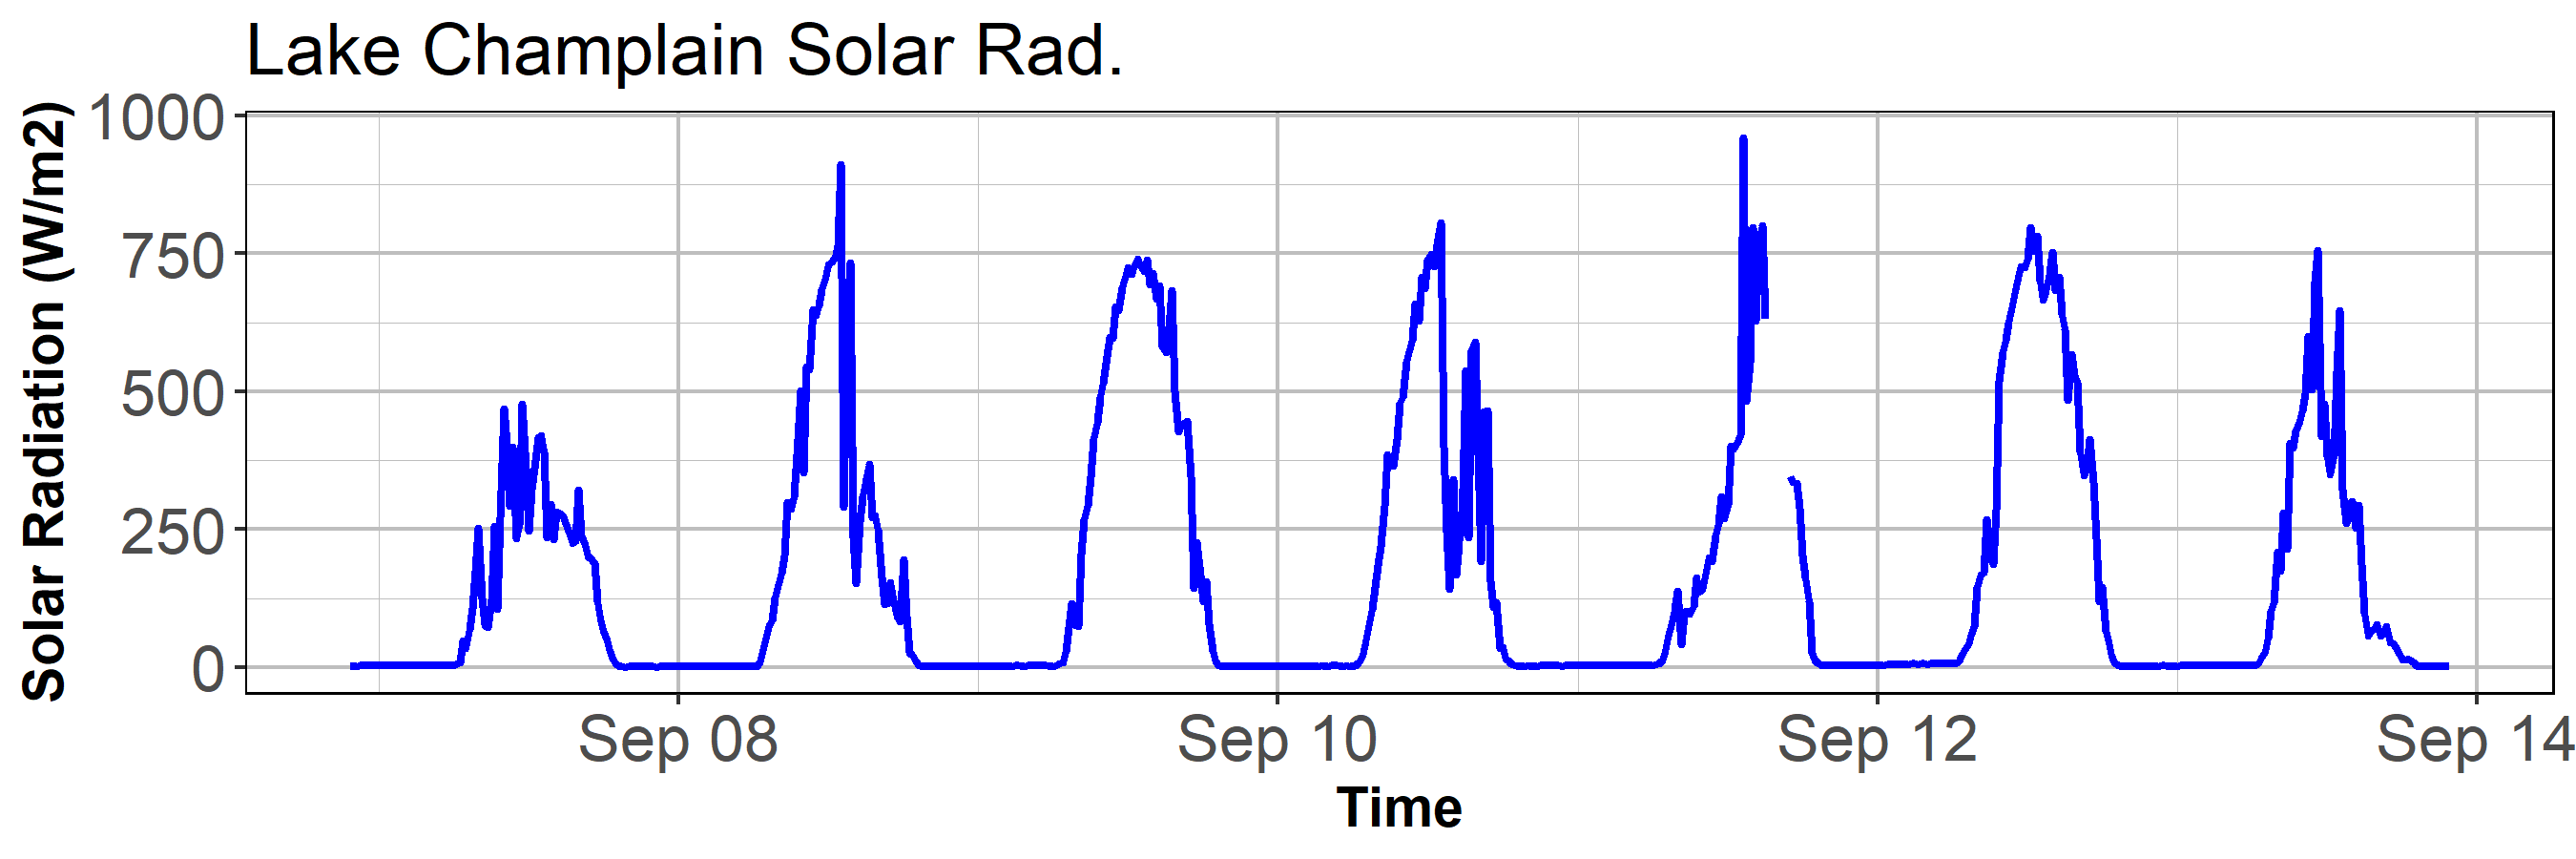 Lake Champlain Solar Rad.
Solar Radiation (W/m2)
1000
750
500
250
0
Sep 08
Sep 10
Sep 12
Sep 14
Time